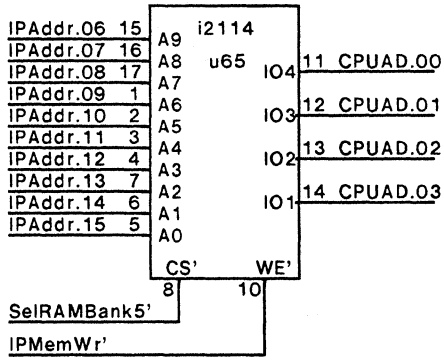 IPAddr.06 15 A9 i2114
IPAddr.07 16 A8 u65 IO4 11 CPUAD.00
IPAddr.08 17 A7
IPAddr.09 1 A6 IO3 12 CPUAD.01
IPAddr.10 2 A5
IPAddr.11 3 A4 IO2 13 CPUAD.02
IPAddr.12 4 A3
IPAddr.13 7 A2 IO1 14 CPUAD.03
IPAddr.14 6 A1
IPAddr.15 5 A0
CS' WE'
8 10
SelRAMBank5'
IPMemWr'